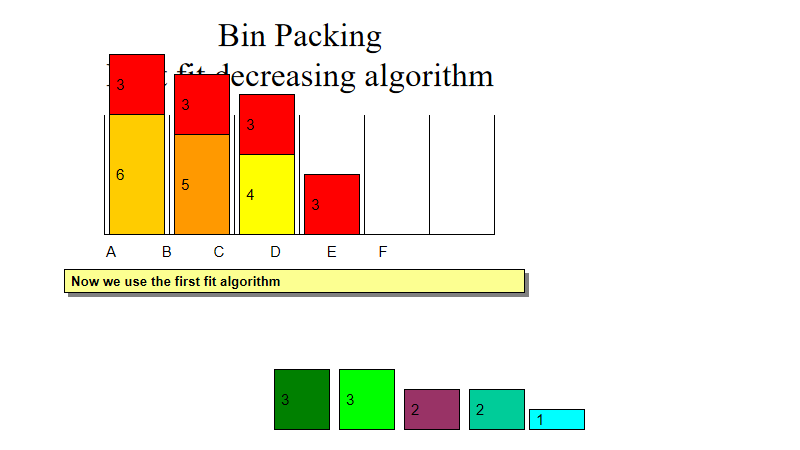 Bin Packing
fit decreasing algorithm
3
3
3
6
5
4
3
A B C D E F
Now we use the first fit algorithm
3 3 2 2 1